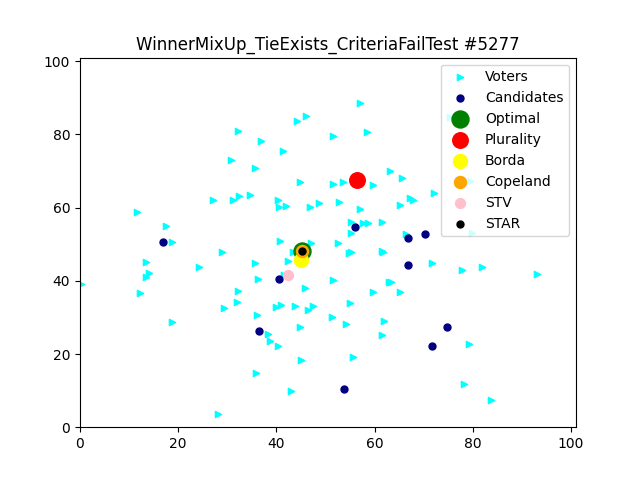 WinnerMixUp_TieExists_CriteriaFailTest #5277
100
80
60
40
20
0
0
20
40
60
80
100
Voters
Candidates
Optimal
Plurality
Borda
Copeland
STV
STAR